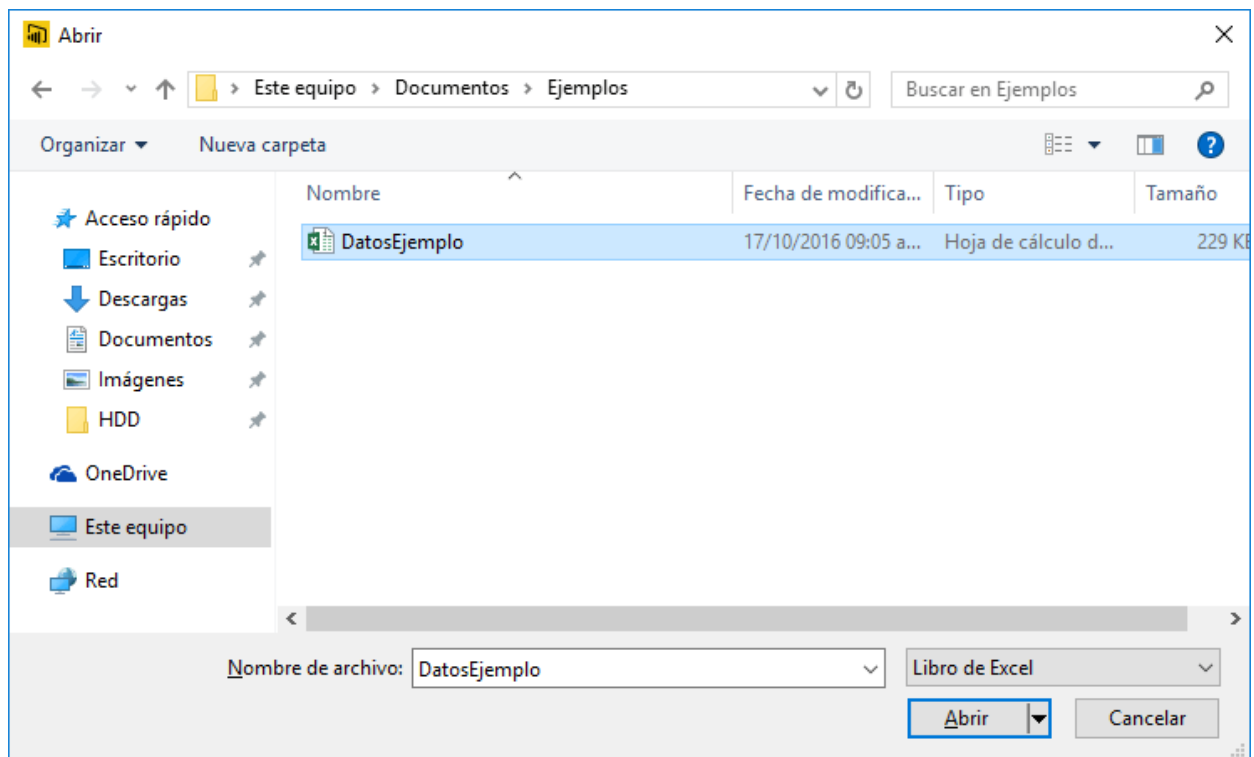 Abrir
Este equipo > Documentos > Ejemplos
Buscar en Ejemplos
Organizar
Nueva carpeta
Nombre
Fecha de modifica...
Tipo
Tamaño
DatosEjemplo
17/10/2016 09:05 a...
Hoja de cálculo d...
229 KB
Acceso rápido
Escritorio
Descargas
Documentos
Imágenes
HDD
OneDrive
Este equipo
Red
Nombre de archivo:
DatosEjemplo
Libro de Excel
Abrir
Cancelar